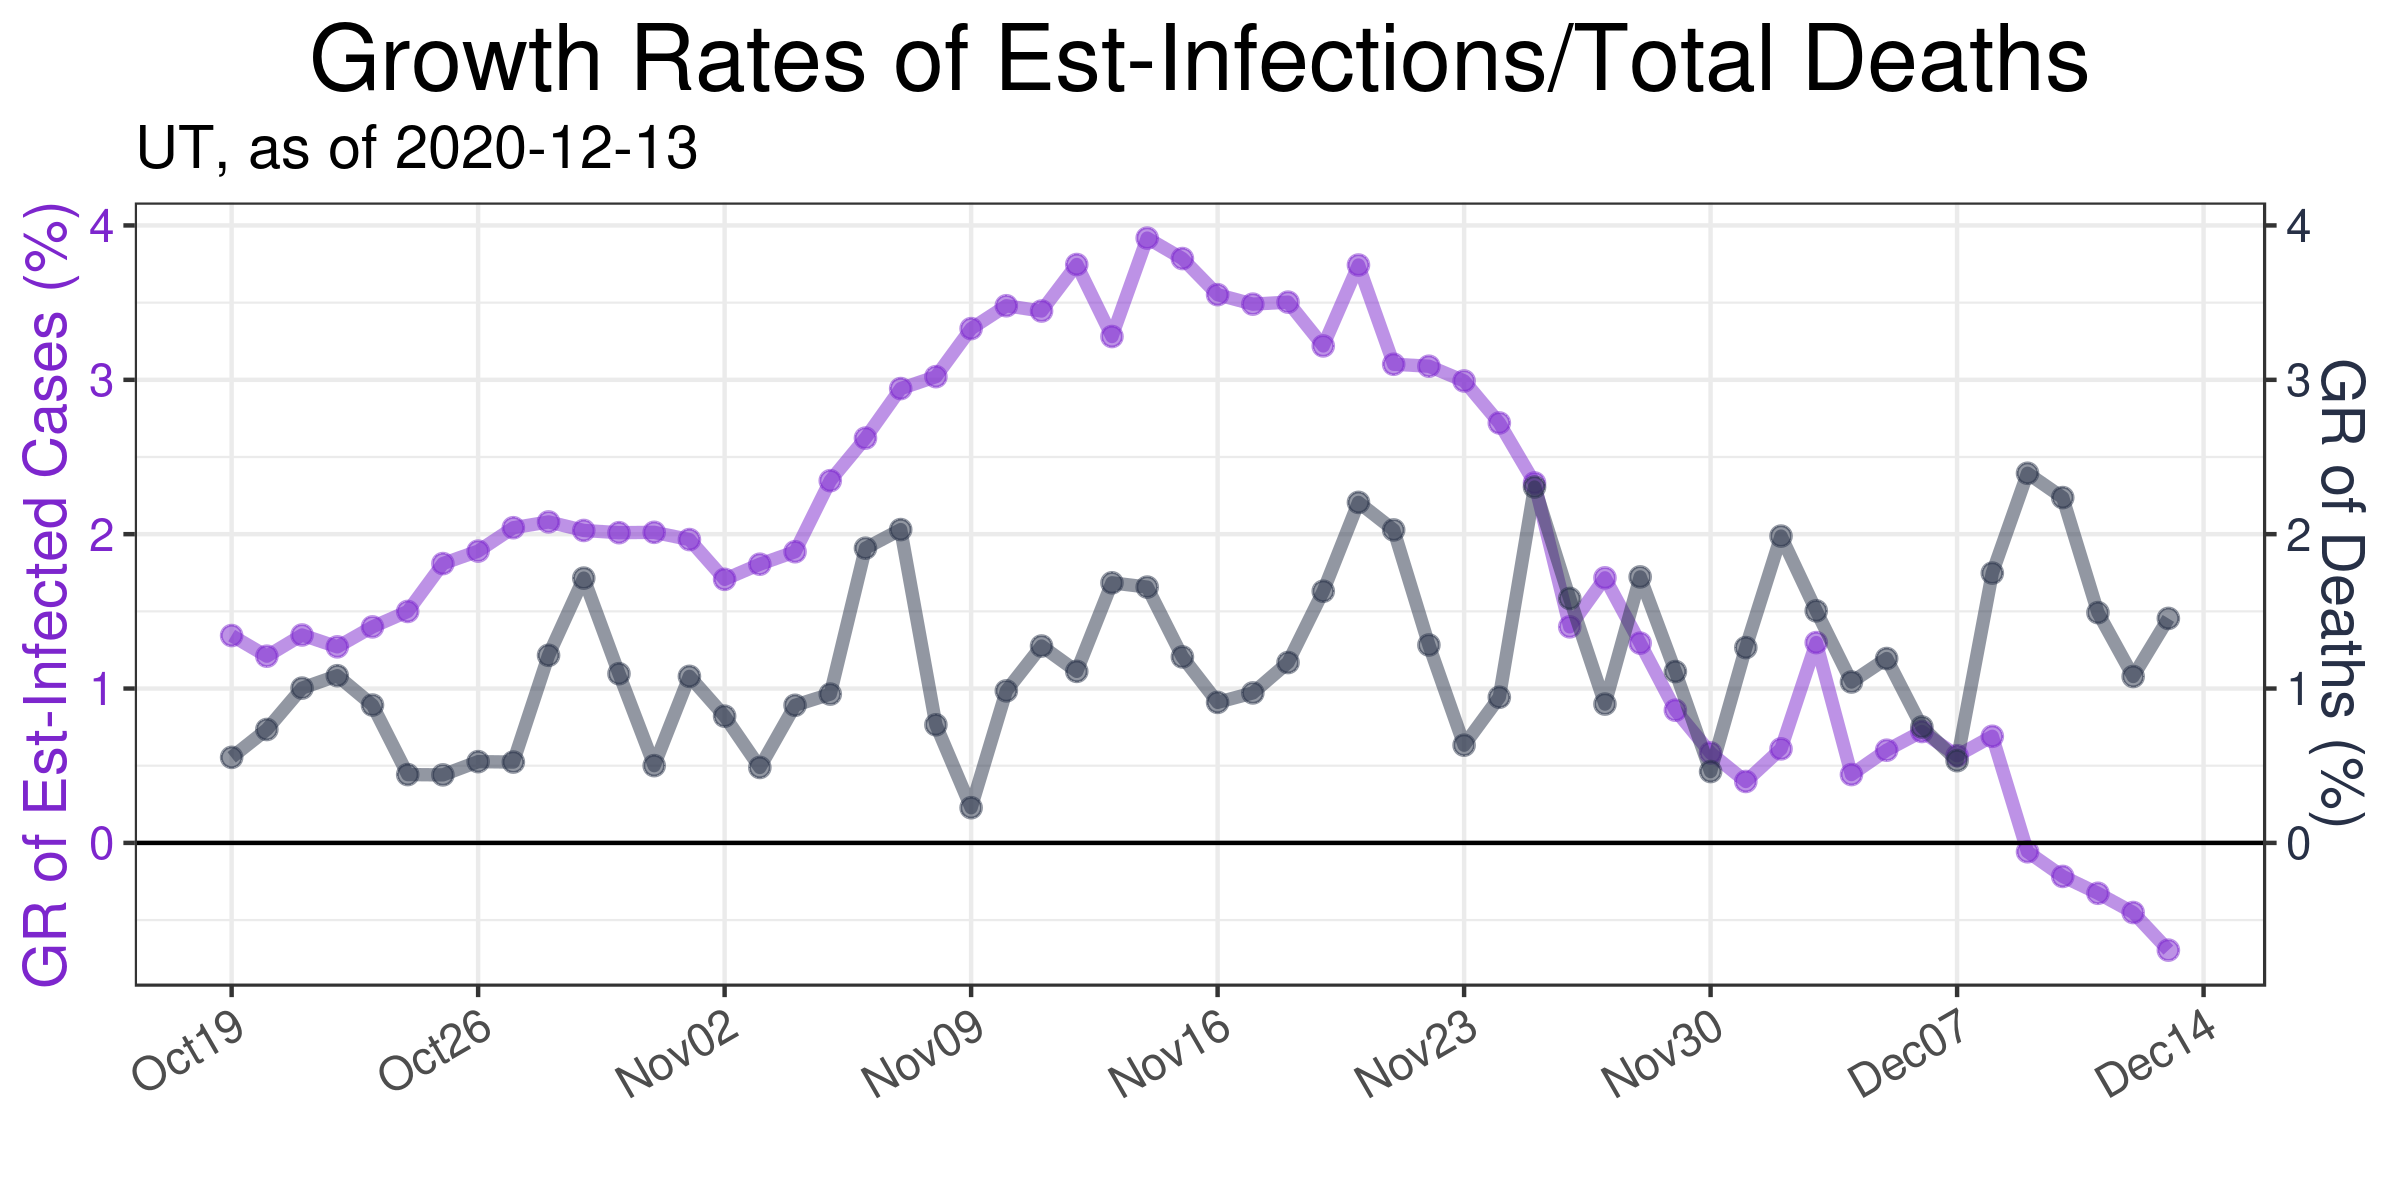 Growth Rates of Est-Infections/Total Deaths
UT, as of 2020-12-13
GR of Est-Infected Cases (%)
4
3
2
1
0
4
3
2
1
0
GR of Deaths (%)
Oct19
Oct26
Nov02
Nov09
Nov16
Nov23
Nov30
Dec07
Dec14